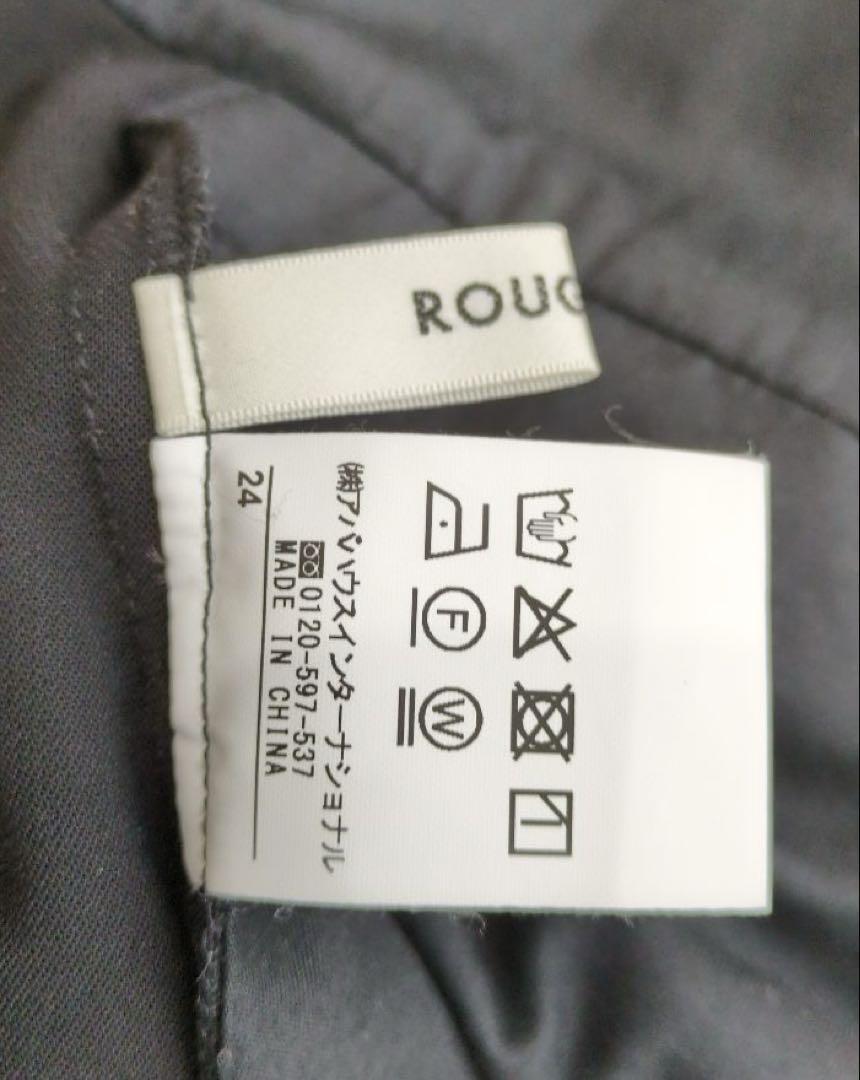 ROUG
F
W
㈱アバハウスインターナショナル
0120-597-537
MADE IN CHINA
24